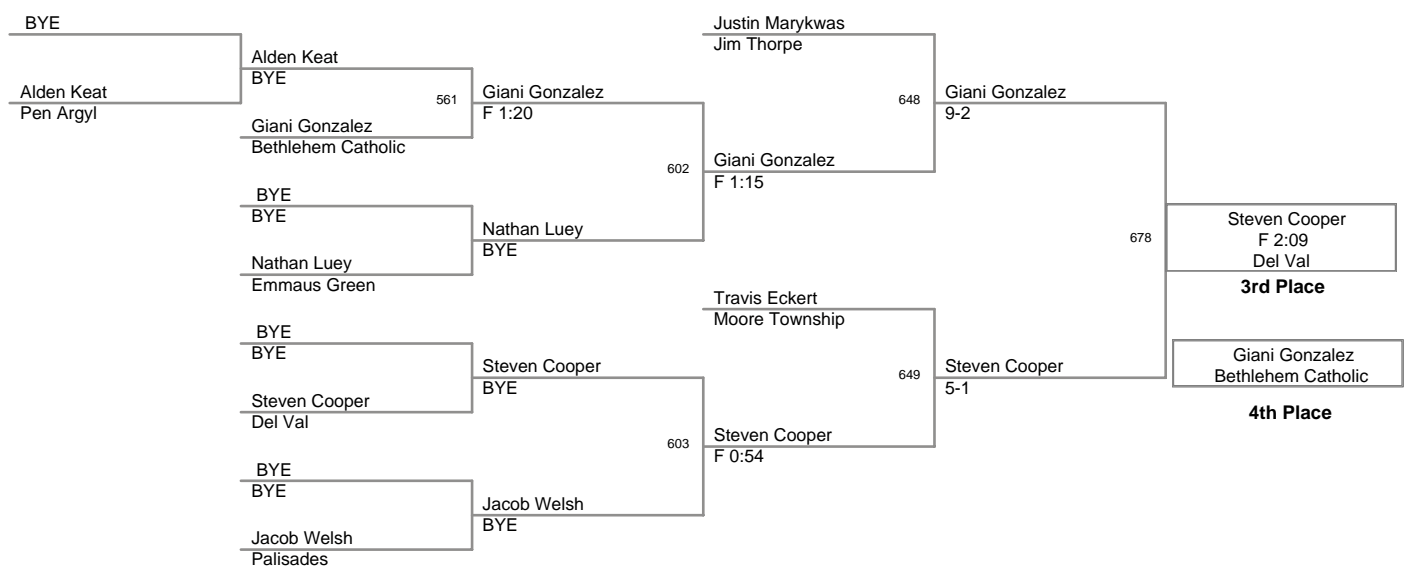 BYE
Alden Keat
Pen Argyl
Alden Keat
BYE
Giani Gonzalez
Bethlehem Catholic
BYE
BYE
Nathan Luey
Emmaus Green
BYE
BYE
Steven Cooper
Del Val
BYE
BYE
Jacob Welsh
Palisades
561
Giani Gonzalez
F 1:20
Nathan Luey
BYE
Steven Cooper
BYE
Jacob Welsh
BYE
602
603
Justin Marykwas
Jim Thorpe
Giani Gonzalez
F 1:15
Travis Eckert
Moore Township
Steven Cooper
F 0:54
648
649
Giani Gonzalez
9-2
Steven Cooper
5-1
678
Steven Cooper
F 2:09
Del Val
3rd Place
Giani Gonzalez
Bethlehem Catholic
4th Place